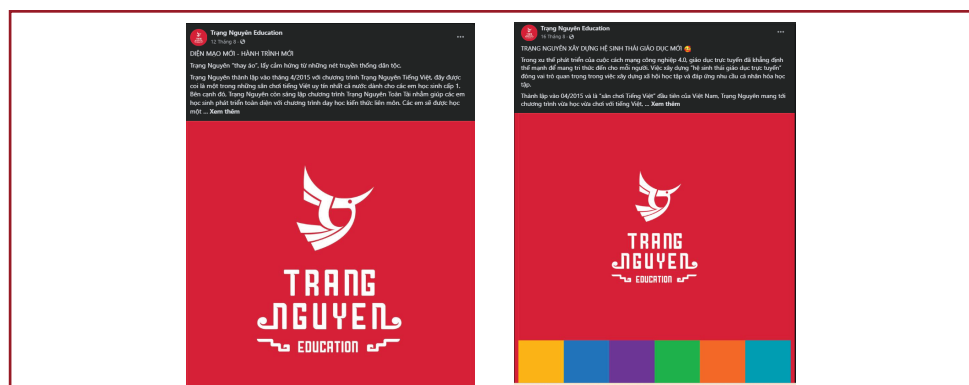 Trạng Nguyên Education
12 Tháng 8
DIỆN MẠO MỚI - HÀNH TRÌNH MỚI
Trạng Nguyên "thay áo", lấy cảm hứng từ những nét truyền thống dân tộc.
Trạng Nguyên thành lập vào tháng 4/2015 với chương trình Trạng Nguyên Tiếng Việt, đây được
coi là một trong những sân chơi tiếng Việt uy tín nhất cả nước dành cho các em học sinh cấp 1.
Bên cạnh đó, Trạng Nguyên còn sáng lập chương trình Trạng Nguyên Toàn Tài nhằm giúp các em
học sinh phát triển toàn diện với chương trình dạy học kiến thức liên môn. Các em sẽ được học
một ... Xem thêm
TRANG
NGUYEN
EDUCATION
Trạng Nguyên Education
16 Tháng 8
TRẠNG NGUYÊN XÂY DỰNG HỆ SINH THÁI GIÁO DỤC MỚI 🥰
Trong xu thế phát triển của cuộc cách mạng công nghiệp 4.0, giáo dục trực tuyến đã khẳng định
thế mạnh để mang tri thức đến cho mỗi người. Việc xây dựng "hệ sinh thái giáo dục trực tuyến"
đóng vai trò quan trọng trong việc xây dựng xã hội học tập và đáp ứng nhu cầu cá nhân hóa học
tập.
Thành lập vào 04/2015 và là "sân chơi Tiếng Việt" đầu tiên của Việt Nam, Trạng Nguyên mang tới
chương trình vừa học vừa chơi với tiếng Việt, ... Xem thêm
TRANG
NGUYEN
EDUCATION